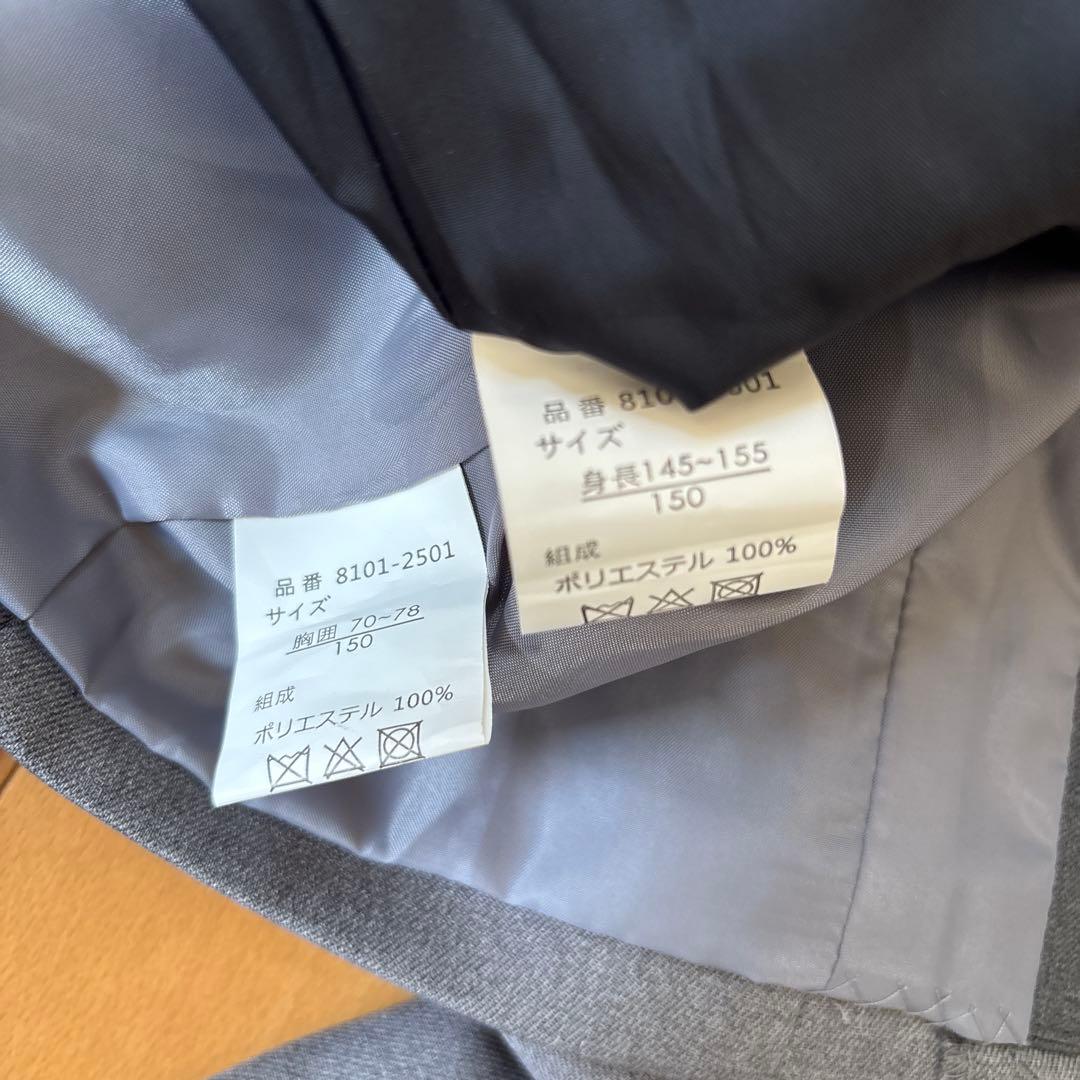 品番 8101-2501
サイズ
胸囲 70~78
150
組成
ポリエステル 100%
品番
サイズ
身長145~155
150
組成
ポリエステル 100%